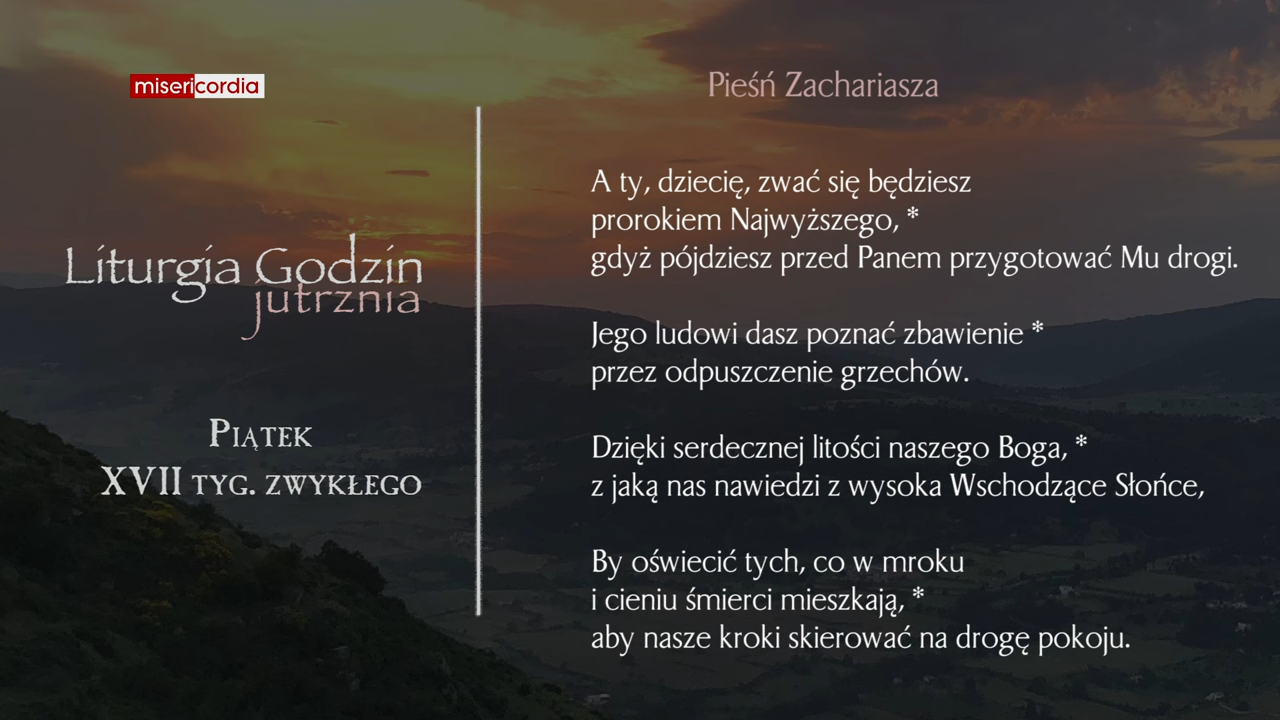 misericordia
Liturgia Godzin
jutrznia
Piątek
XVII tyg. zwykłego
Pieśń Zachariasza
A ty, dziecię, zwać się będziesz
prorokiem Najwyższego, *
gdyż pójdziesz przed Panem przygotować Mu drogi.
Jego ludowi dasz poznać zbawienie *
przez odpuszczenie grzechów.
Dzięki serdecznej litości naszego Boga, *
z jaką nas nawiedzi z wysoka Wschodzące Słońce,
By oświecić tych, co w mroku
i cieniu śmierci mieszkają, *
aby nasze kroki skierować na drogę pokoju.